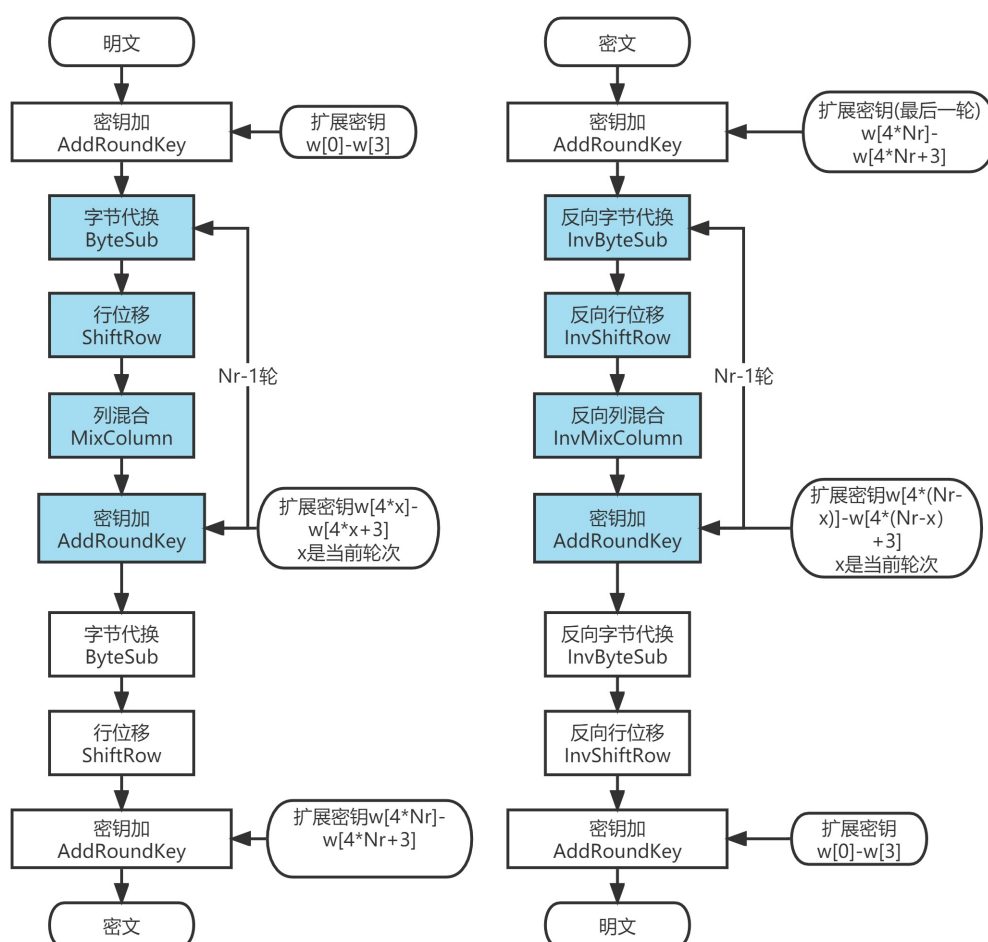 明文
密钥加
AddRoundKey
扩展密钥
w[0]-w[3]
字节代换
ByteSub
行位移
ShiftRow
Nr-1轮
列混合
MixColumn
密钥加
AddRoundKey
扩展密钥w[4*x]-
w[4*x+3]
x是当前轮次
字节代换
ByteSub
行位移
ShiftRow
密钥加
AddRoundKey
扩展密钥w[4*Nr]-
w[4*Nr+3]
密文
密文
密钥加
AddRoundKey
扩展密钥(最后一轮)
w[4*Nr]-
w[4*Nr+3]
反向字节代换
InvByteSub
反向行位移
InvShiftRow
Nr-1轮
反向列混合
InvMixColumn
密钥加
AddRoundKey
扩展密钥w[4*(Nr-
x)]-w[4*(Nr-x)
+3]
x是当前轮次
反向字节代换
InvByteSub
反向行位移
InvShiftRow
密钥加
AddRoundKey
扩展密钥
w[0]-w[3]
明文